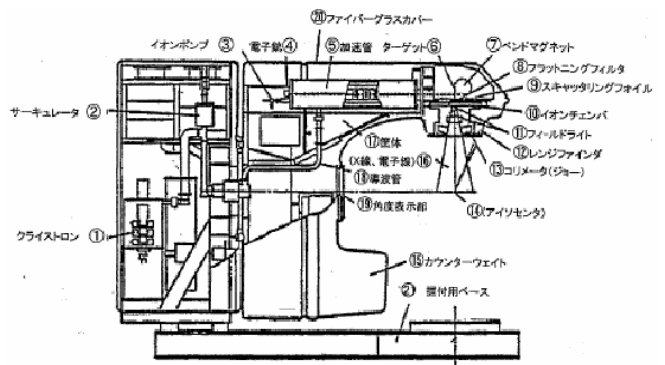 ⑳ファイバーグラスカバー
イオンポンプ ③ 電子銃④ ⑤加速管 ターゲット⑥ ⑦ベンドマグネット
⑧フラットニングフィルタ
⑨スキャッタリングフォイル
サーキュレータ ②
⑩イオンチェンバ
⑪フィールドライト
⑰筐体
⑫レンジファインダ
(X線、電子線)⑯
⑬コリメータ(ジョー)
⑱導波管
⑲角度表示部
⑭(アイソセンタ)
クライストロン ①
⑮カウンターウェイト
㉑ 据付用ベース